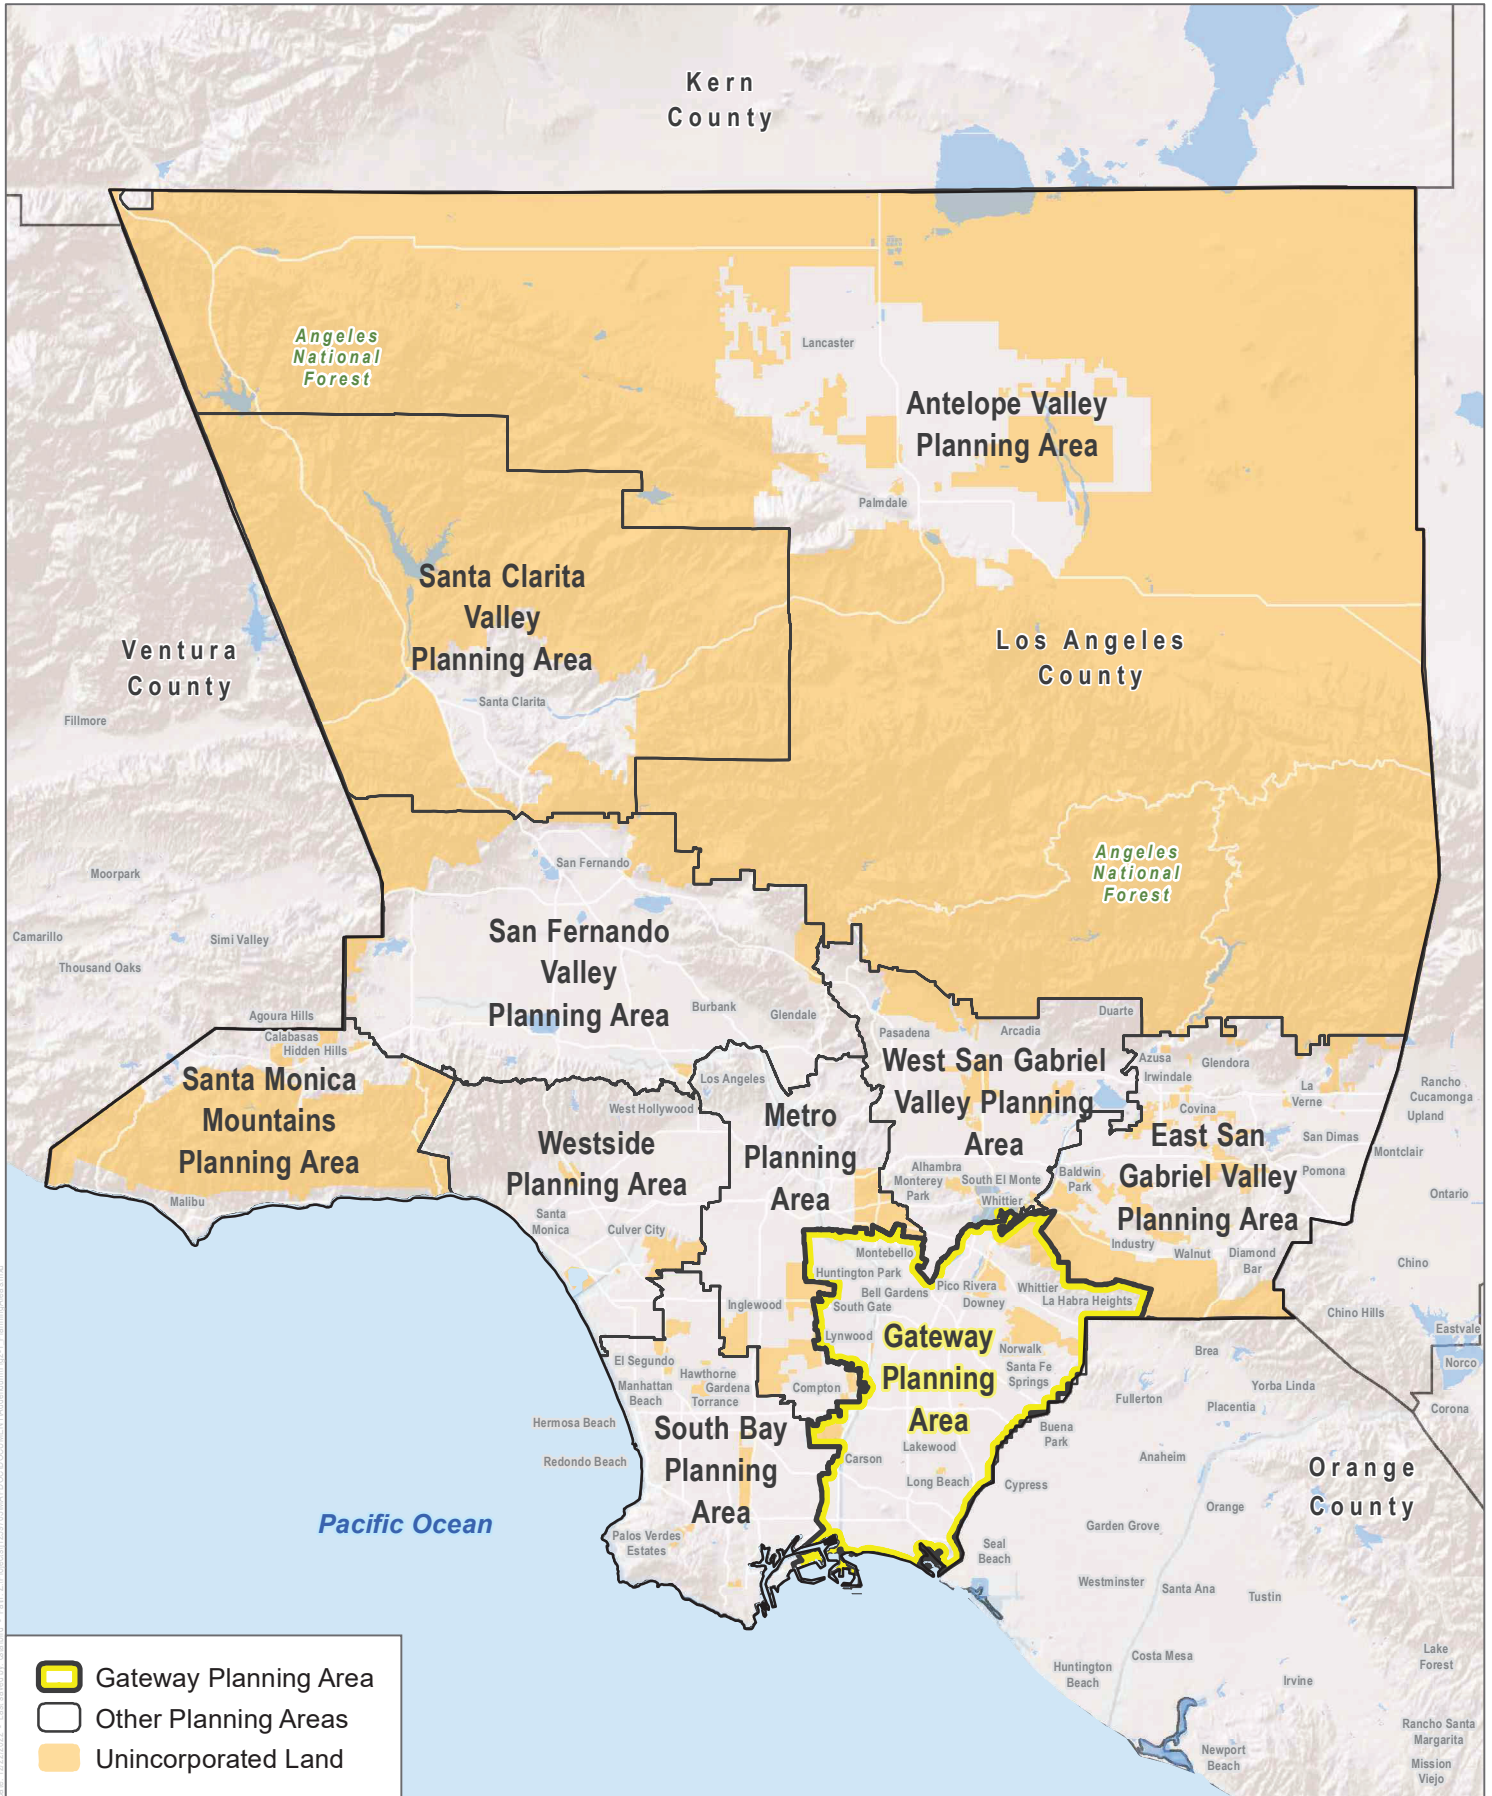 Kern
County
Angeles
National
Forest
Lancaster
Antelope Valley
Planning Area
Palmdale
Santa Clarita
Valley
Planning Area
Los Angeles
County
Ventura
County
Santa Clarita
Fillmore
Angeles
National
Forest
San Fernando
Moorpark
Camarillo
Simi Valley
Thousand Oaks
San Fernando
Valley
Planning Area
Burbank
Glendale
Agoura Hills
Calabasas
Hidden Hills
Pasadena
Arcadia
Duarte
West San Gabriel
Valley Planning
Area
Azusa
Irwindale
Glendora
La
Verne
Rancho
Cucamonga
Upland
Santa Monica
Mountains
Planning Area
Los Angeles
West Hollywood
Metro
Planning
Area
Westside
Planning Area
Covina
East San
Gabriel Valley
Planning Area
San Dimas
Montclair
Pomona
Ontario
Alhambra
Monterey
Park
South El Monte
Whittier
Baldwin
Park
Malibu
Santa
Monica
Culver City
Industry
Walnut
Diamond
Bar
Chino
Montebello
Huntington Park
Bell Gardens
South Gate
Pico Rivera
Downey
Whittier
La Habra Heights
Chino Hills
Eastvale
Norco
Inglewood
Lynwood
Gateway
Planning
Area
Norwalk
Santa Fe
Springs
Brea
Yorba Linda
El Segundo
Manhattan
Beach
Hawthorne
Gardena
Torrance
Compton
Fullerton
Placentia
Corona
Hermosa Beach
Redondo Beach
South Bay
Planning
Area
Carson
Lakewood
Long Beach
Buena
Park
Cypress
Anaheim
Orange
County
Orange
Pacific Ocean
Palos Verdes
Estates
Garden Grove
Seal
Beach
Westminster
Santa Ana
Tustin
Costa Mesa
Huntington
Beach
Irvine
Lake
Forest
Newport
Beach
Rancho Santa
Margarita
Mission
Viejo
Gateway Planning Area
Other Planning Areas
Unincorporated Land